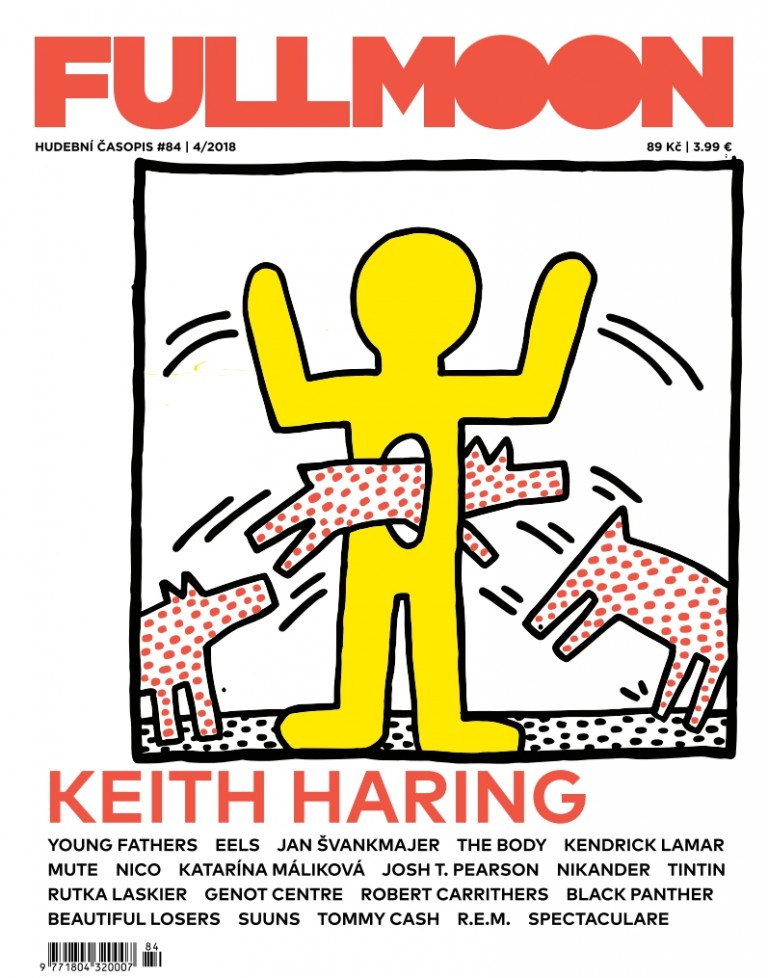 FULLMOON
HUDEBNÍ ČASOPIS #84 | 4/2018 89 Kč | 3.99 €
KEITH HARING
YOUNG FATHERS EELS JAN ŠVANKMAJER THE BODY KENDRICK LAMAR
MUTE NICO KATARÍNA MÁLIKOVÁ JOSH T. PEARSON NIKANDER TINTIN
RUTKA LASKIER GENOT CENTRE ROBERT CARRITHERS BLACK PANTHER
BEAUTIFUL LOSERS SUUNS TOMMY CASH R.E.M. SPECTACULARE
84
9 771804 320007